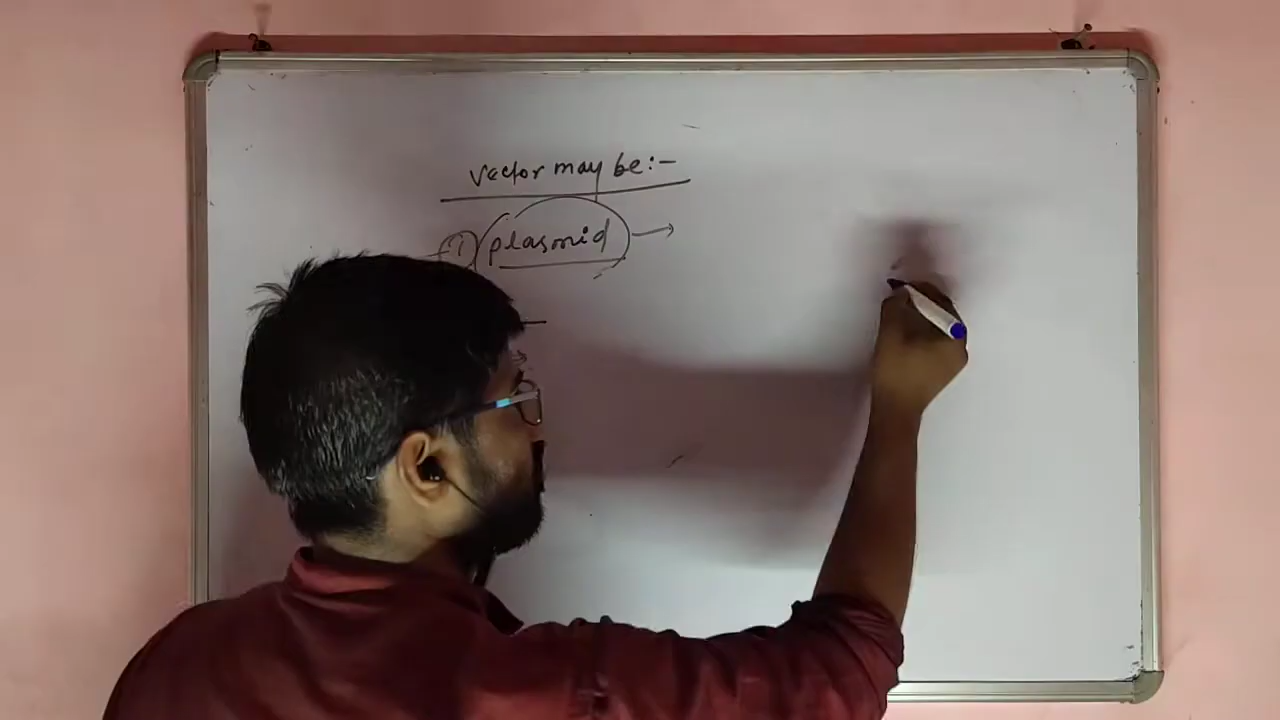 vector may be:-
(i) plasmid →